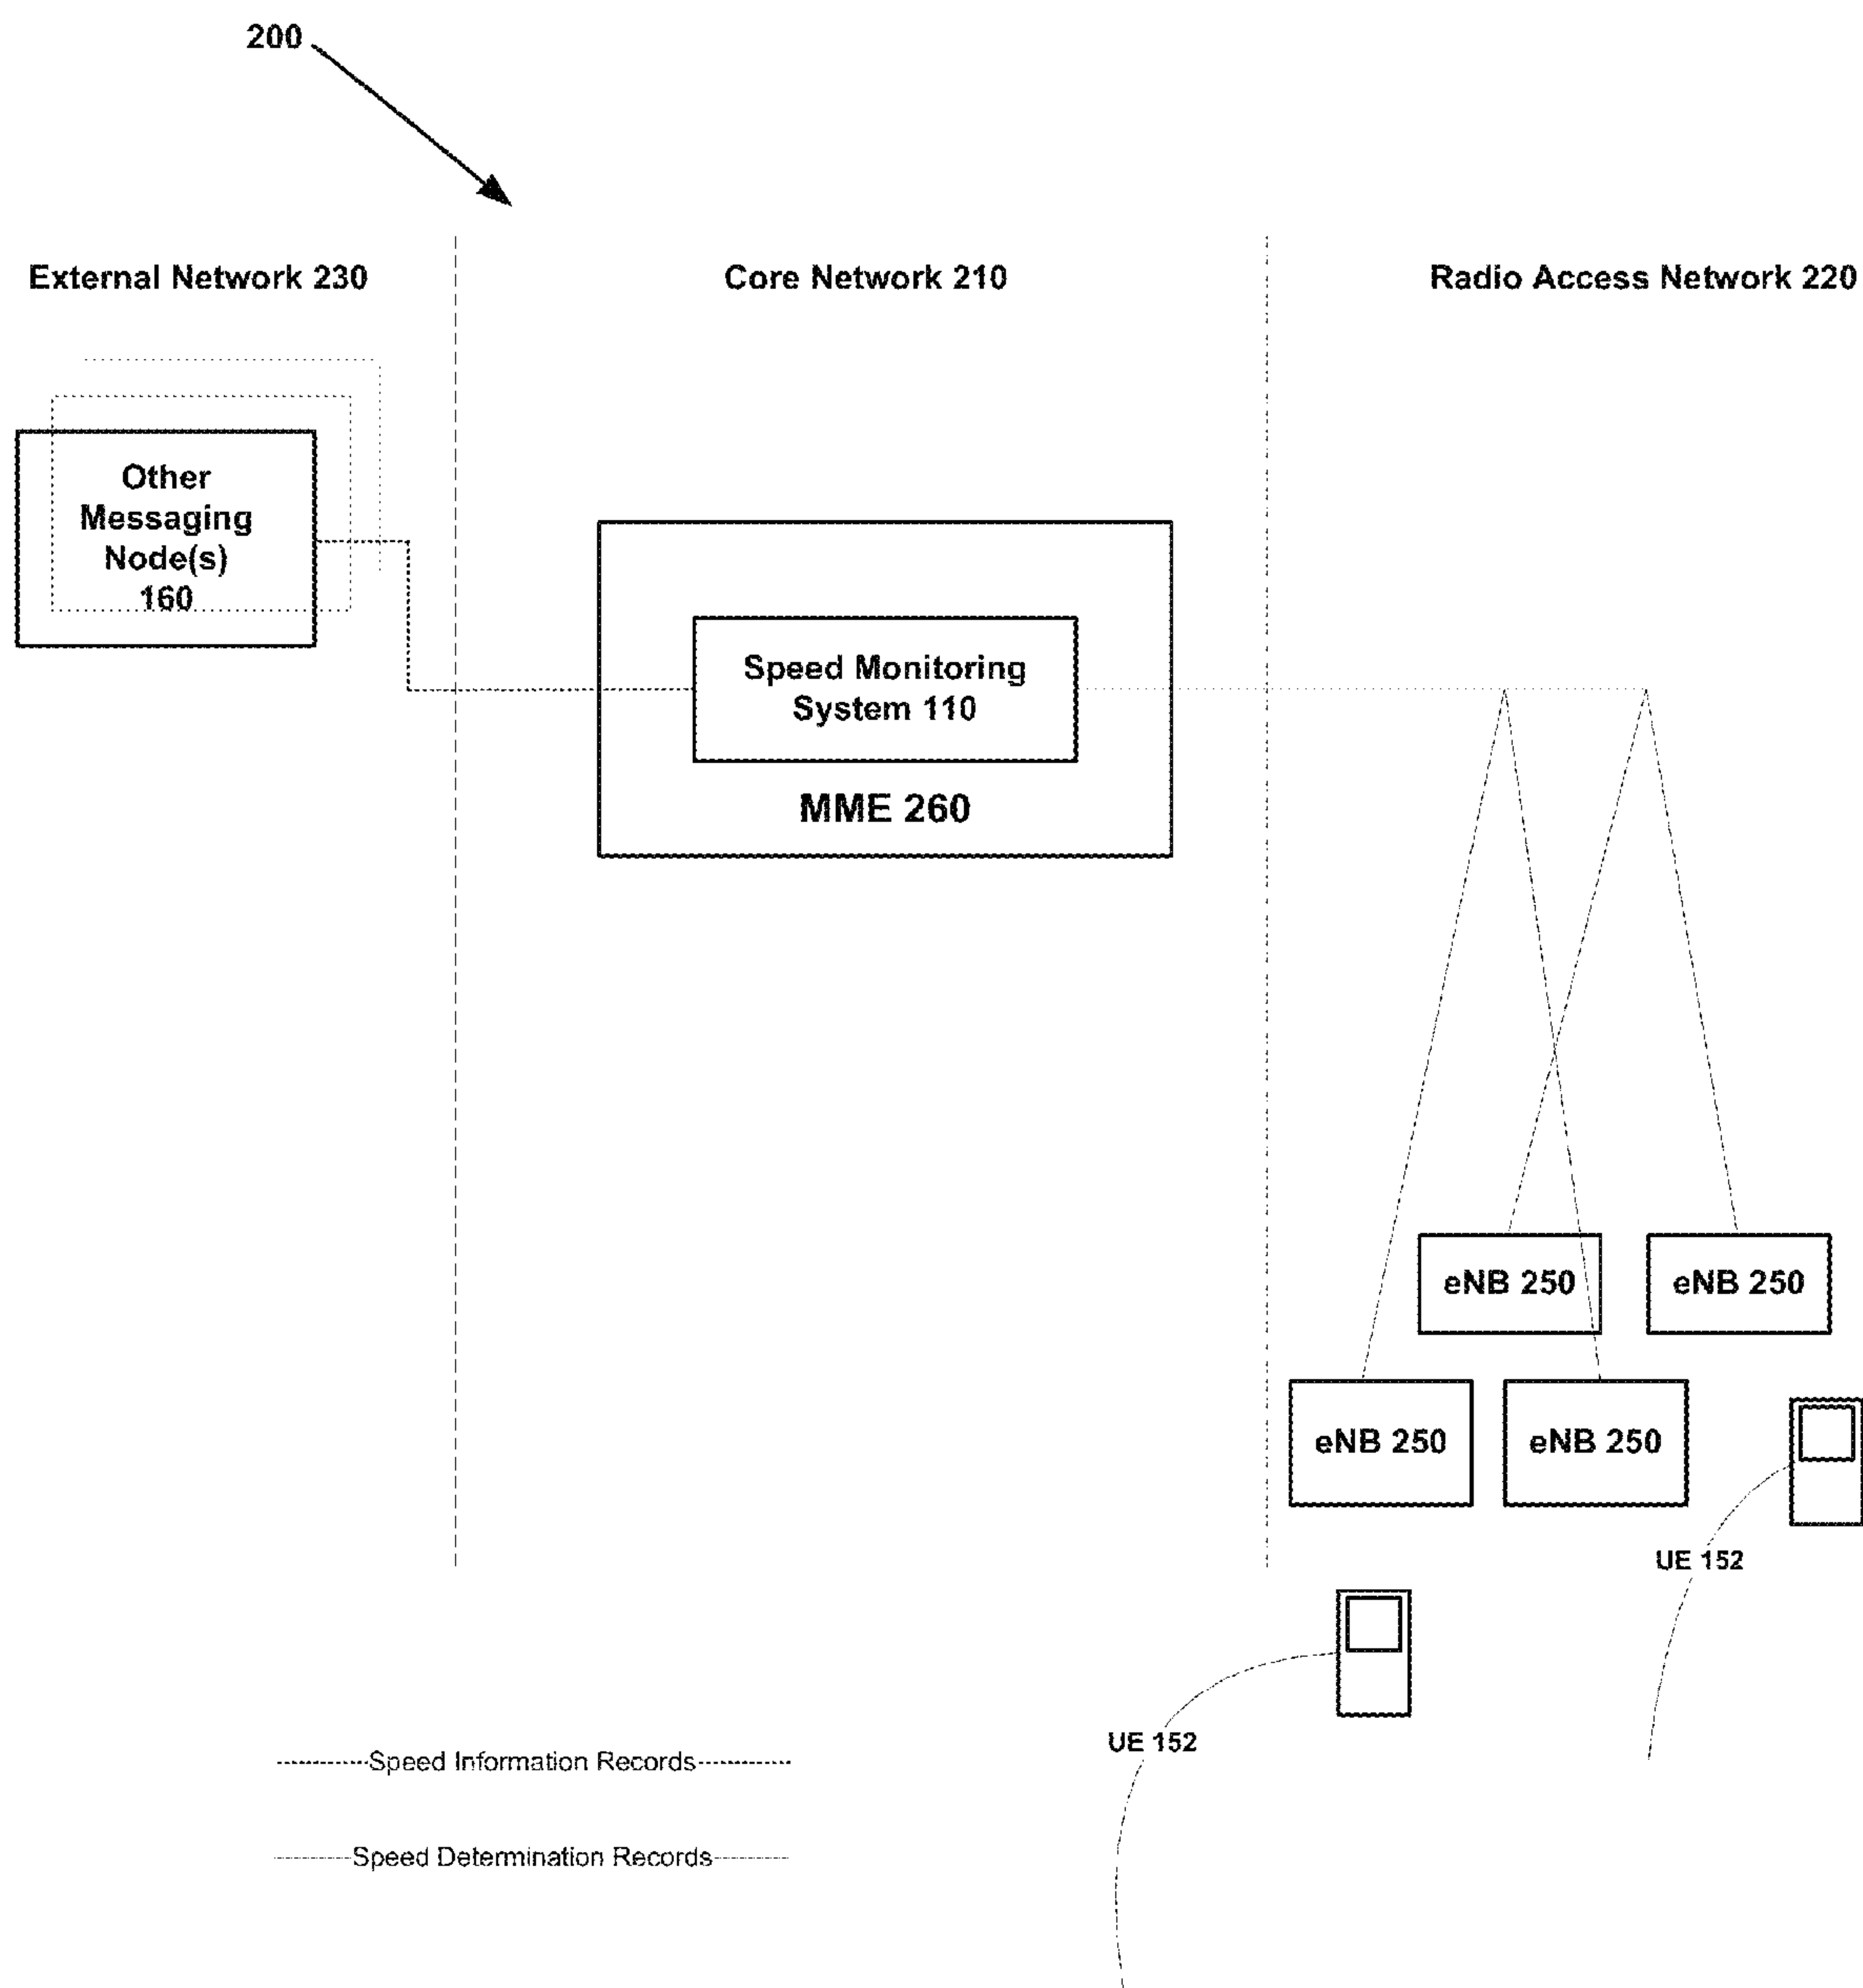 200
External Network 230
Core Network 210
Radio Access Network 220
Other
Messaging
Node(s)
160
Speed Monitoring
System 110
MME 260
eNB 250
eNB 250
eNB 250
eNB 250
UE 152
UE 152
Speed Information Records
Speed Determination Records